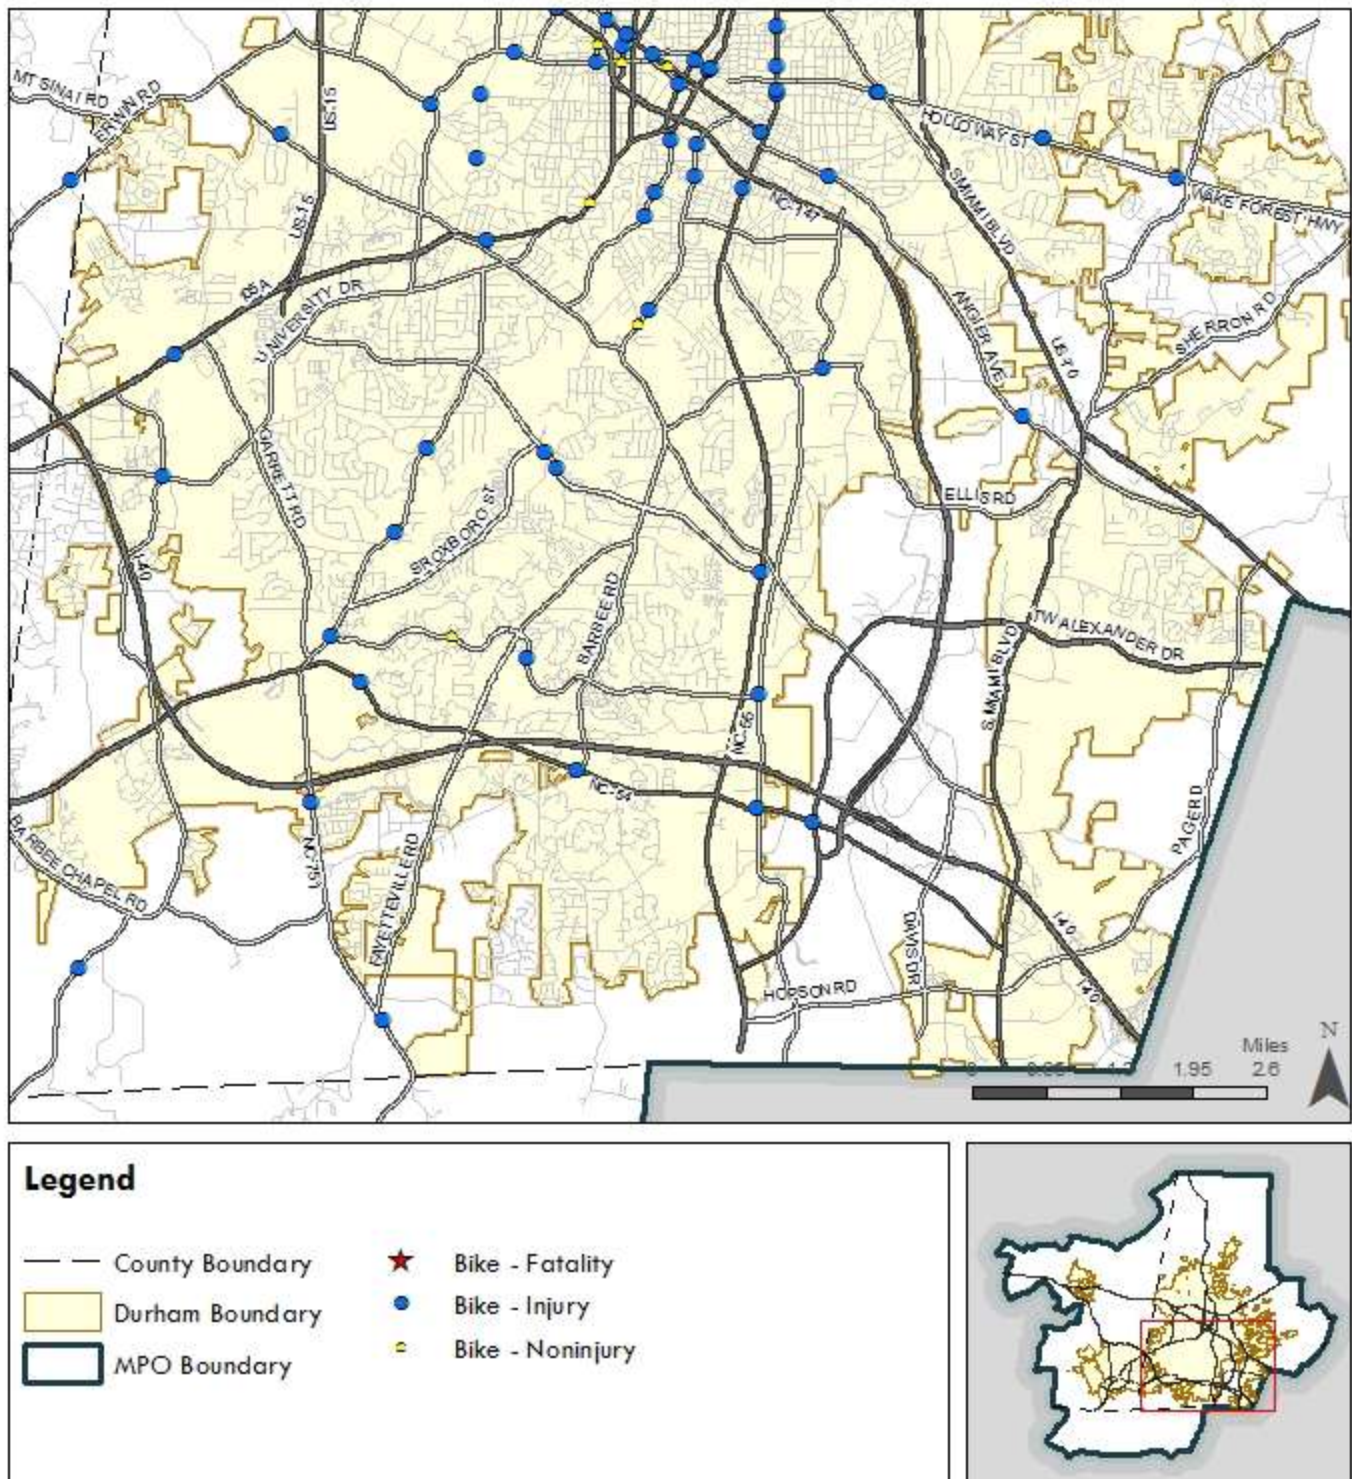 MT SINAI RD
ERWIN RD
US-15
HOLLOWAY ST
S MIAMI BLVD
WAKE FOREST HWY
NC-147
US-15
UNIVERSITY DR
ANGIER AVE
US-70
SHERRON RD
GARRETT RD
S ROXBORO ST
ELLIS RD
I-40
BARBEE RD
TW ALEXANDER DR
S. MIAMI BLVD
NC-55
NC-54
PAGE RD
BARBEE CHAPEL RD
NC-751
FAYETTEVILLE RD
DAVIS DR
I-40
I-40
HOPSON RD
N
Miles
1.95
2.6
Legend
County Boundary
Durham Boundary
MPO Boundary
Bike - Fatality
Bike - Injury
Bike - Noninjury